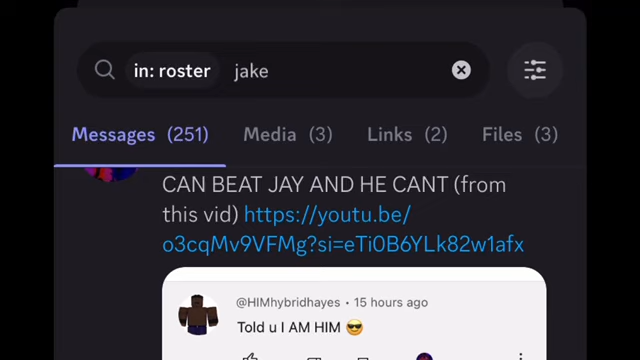 in: roster jake
Messages (251) Media (3) Links (2) Files (3)
CAN BEAT JAY AND HE CANT (from
this vid) https://youtu.be/
o3cqMv9VFMg?si=eTi0B6YLk82w1afx
@HIMhybridhayes • 15 hours ago
Told u I AM HIM 😎